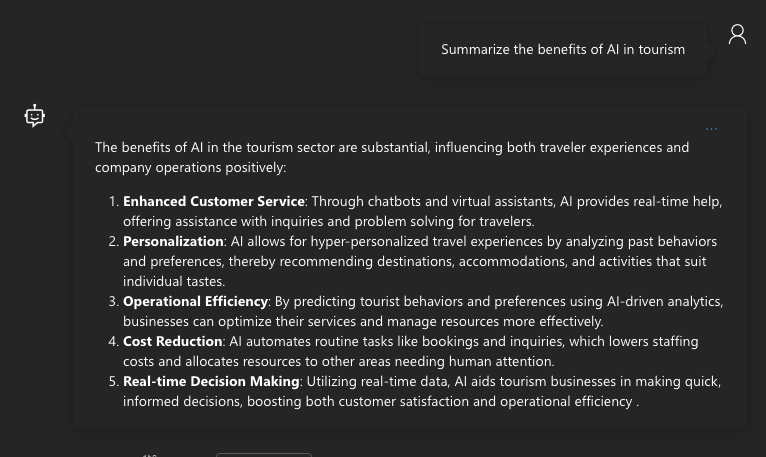 Summarize the benefits of AI in tourism
...
The benefits of AI in the tourism sector are substantial, influencing both traveler experiences and
company operations positively:
1. Enhanced Customer Service: Through chatbots and virtual assistants, AI provides real-time help,
offering assistance with inquiries and problem solving for travelers.
2. Personalization: AI allows for hyper-personalized travel experiences by analyzing past behaviors
and preferences, thereby recommending destinations, accommodations, and activities that suit
individual tastes.
3. Operational Efficiency: By predicting tourist behaviors and preferences using AI-driven analytics,
businesses can optimize their services and manage resources more effectively.
4. Cost Reduction: AI automates routine tasks like bookings and inquiries, which lowers staffing
costs and allocates resources to other areas needing human attention.
5. Real-time Decision Making: Utilizing real-time data, AI aids tourism businesses in making quick,
informed decisions, boosting both customer satisfaction and operational efficiency .